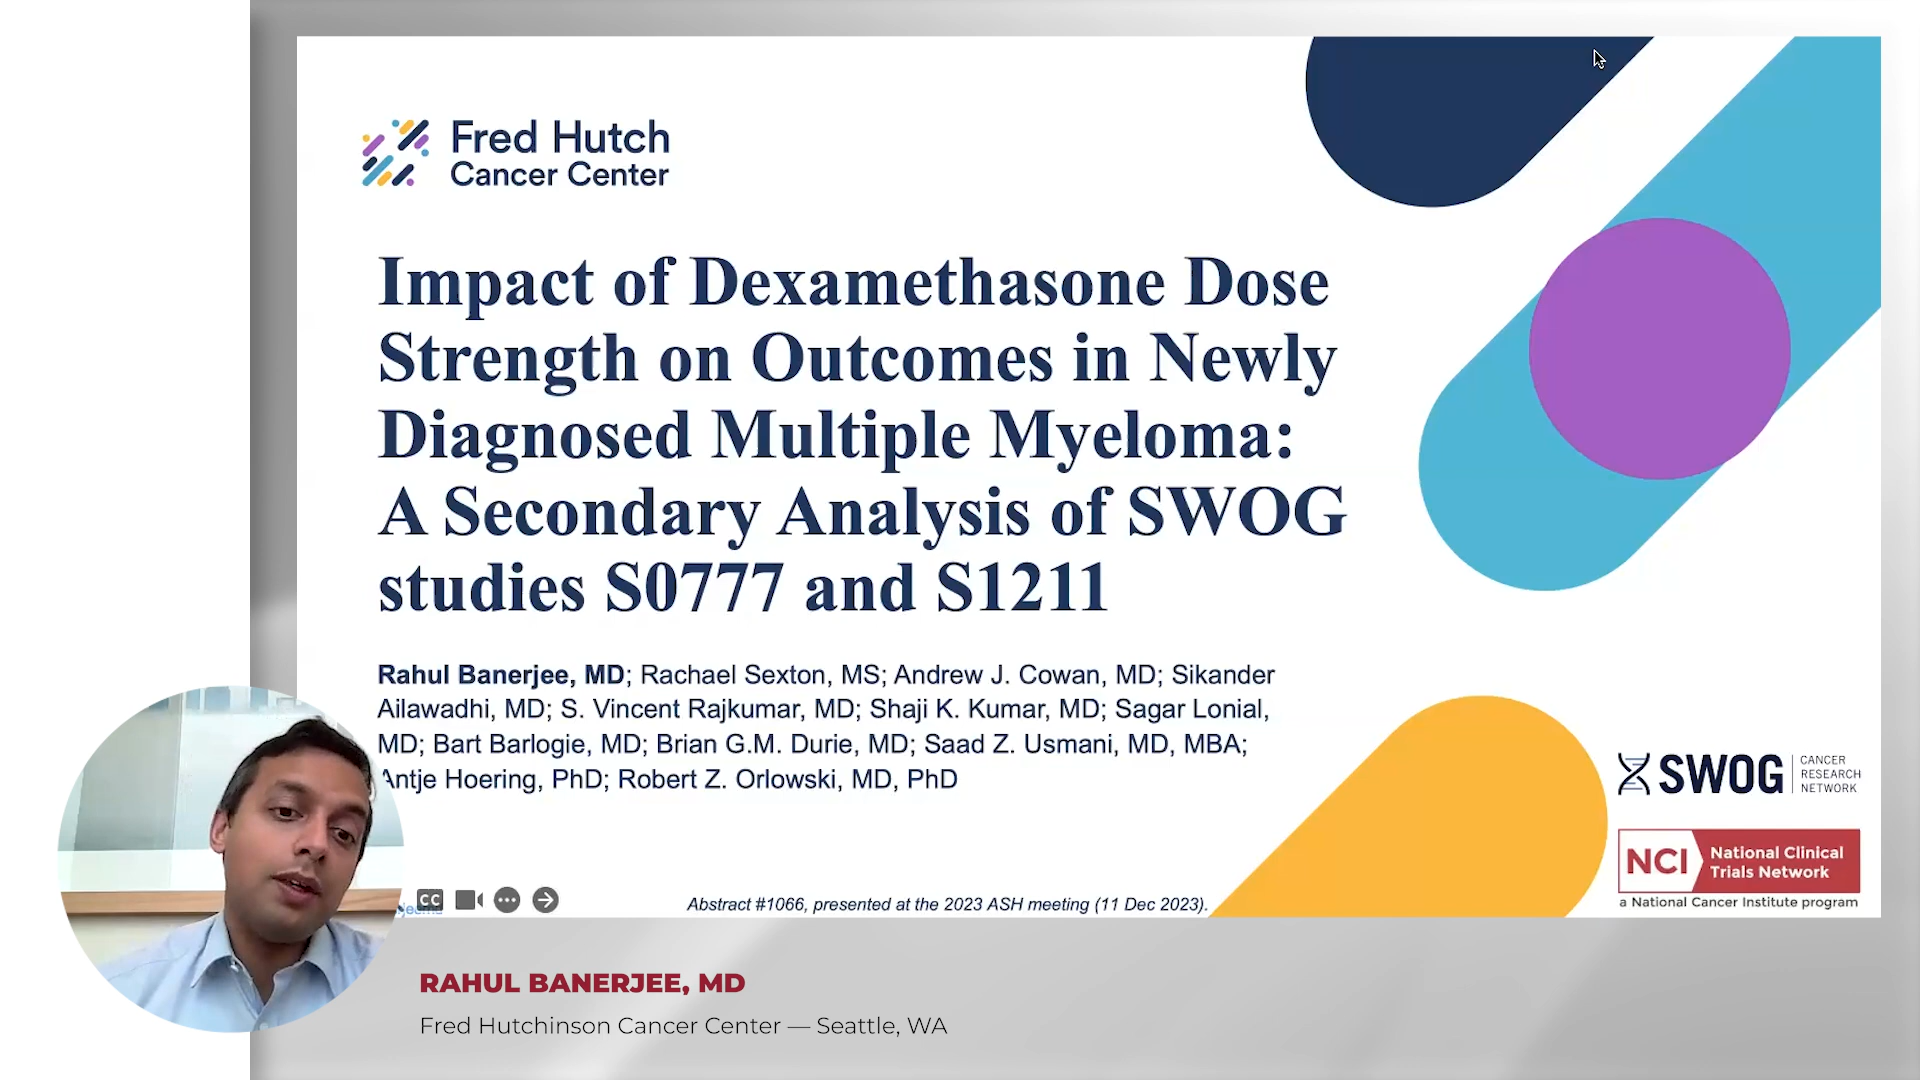 Fred Hutch
Cancer Center
Impact of Dexamethasone Dose
Strength on Outcomes in Newly
Diagnosed Multiple Myeloma:
A Secondary Analysis of SWOG
studies S0777 and S1211
Rahul Banerjee, MD; Rachael Sexton, MS; Andrew J. Cowan, MD; Sikander
Ailawadhi, MD; S. Vincent Rajkumar, MD; Shaji K. Kumar, MD; Sagar Lonial,
MD; Bart Barlogie, MD; Brian G.M. Durie, MD; Saad Z. Usmani, MD, MBA;
Antje Hoering, PhD; Robert Z. Orlowski, MD, PhD
SWOG
CANCER
RESEARCH
NETWORK
NCI
National Clinical
Trials Network
a National Cancer Institute program
CC
Abstract #1066, presented at the 2023 ASH meeting (11 Dec 2023).
RAHUL BANERJEE, MD
Fred Hutchinson Cancer Center — Seattle, WA